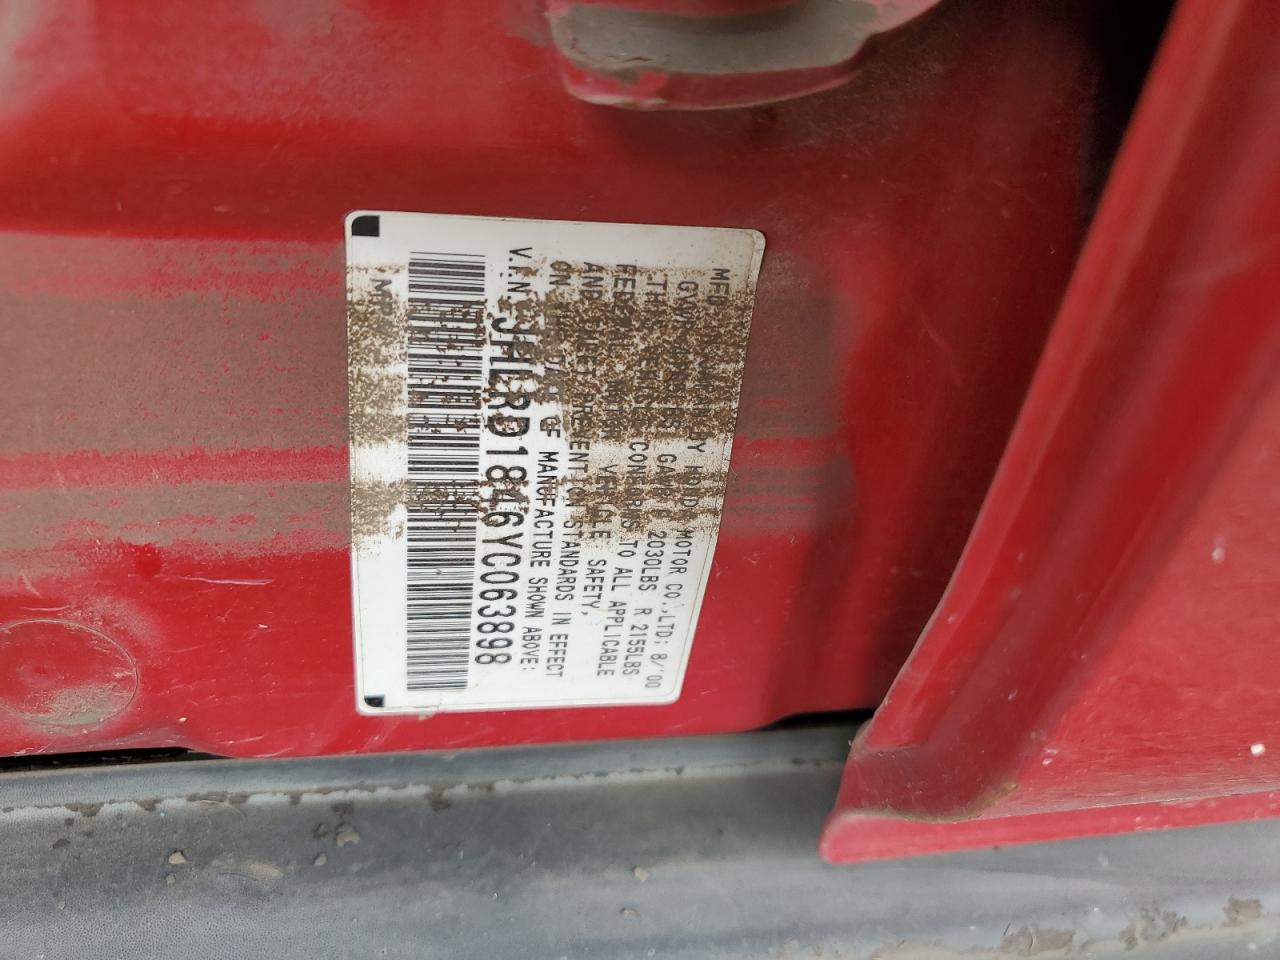 MFD BY HONDA MOTOR CO.,LTD; 8/'00
GVWR GAWR F 2030LBS R 2155LBS
THIS VEHICLE CONFORMS TO ALL APPLICABLE
FEDERAL MOTOR VEHICLE SAFETY,
AND THEFT PREVENTION STANDARDS IN EFFECT
ON DATE OF MANUFACTURE SHOWN ABOVE:
V.I.N. JHLRD1846YC063898